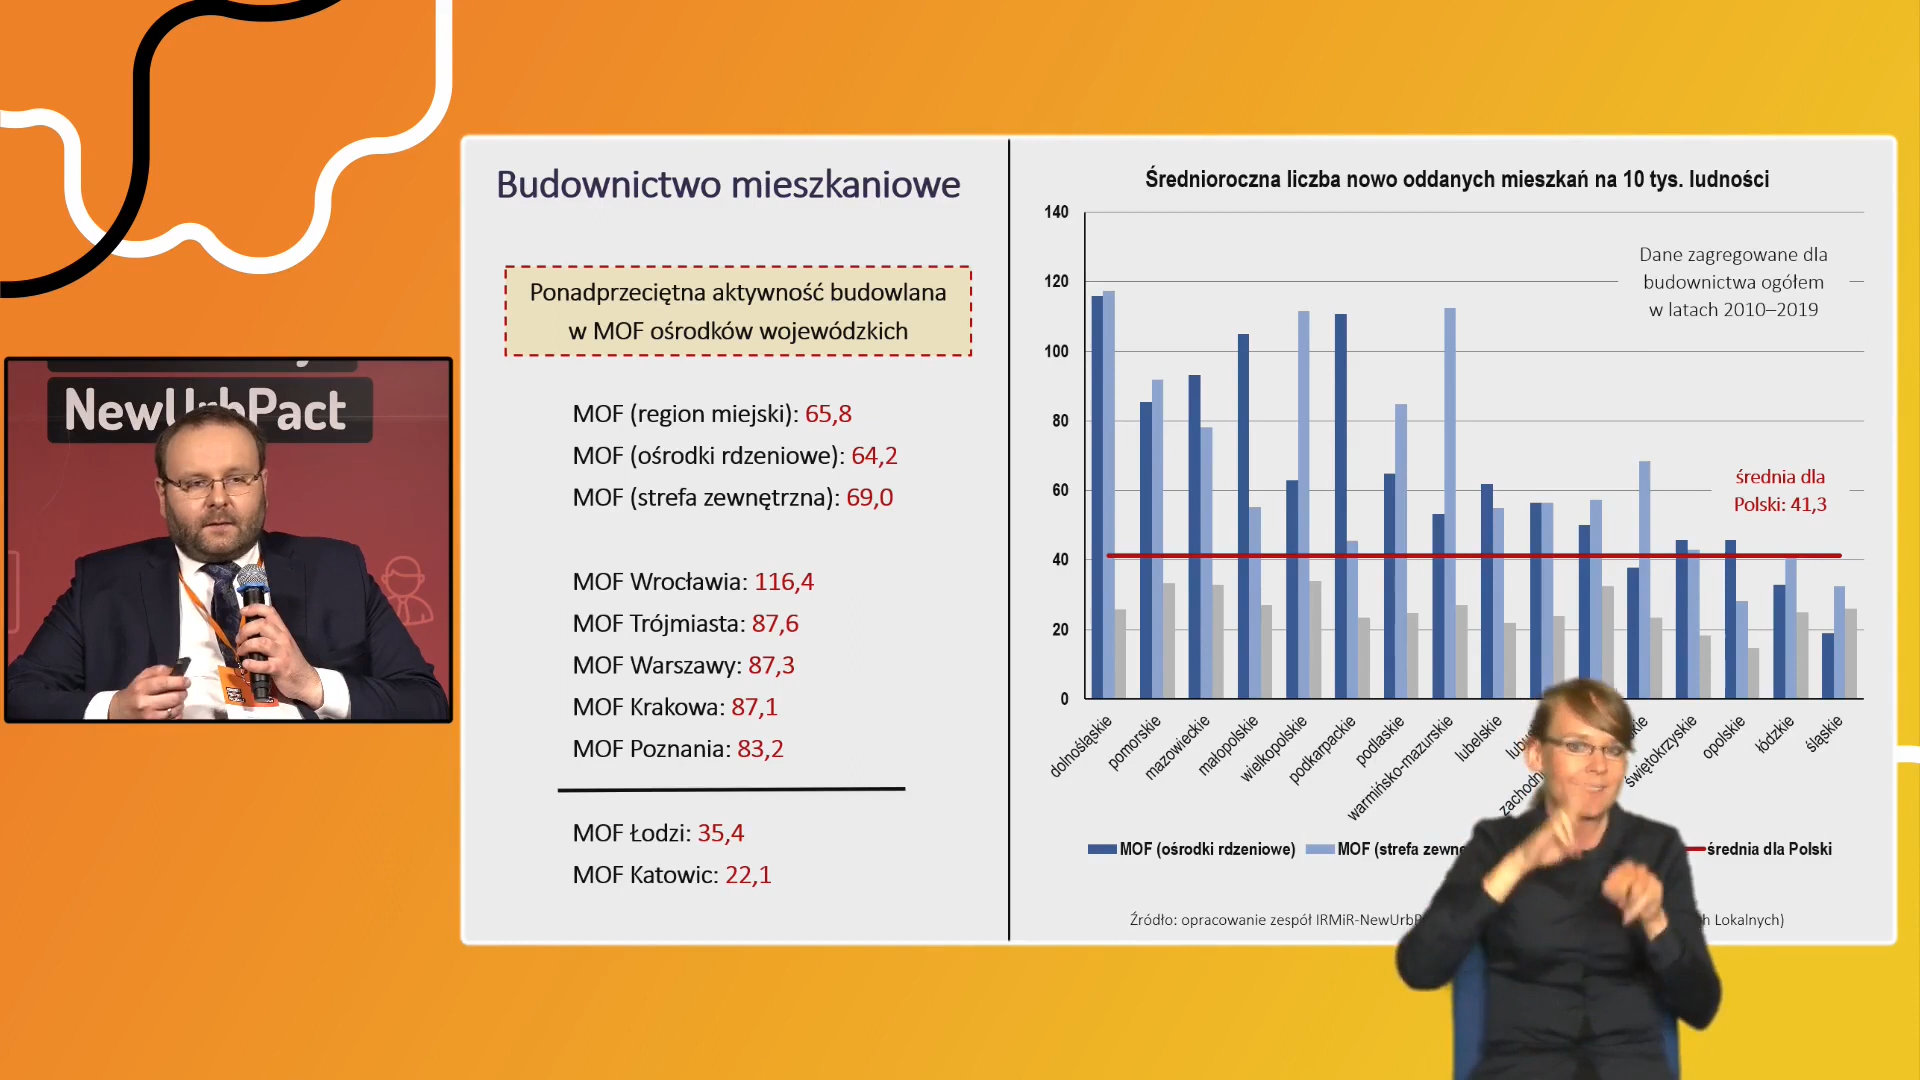 NewUrbPact
Budownictwo mieszkaniowe
Ponadprzeciętna aktywność budowlana
w MOF ośrodków wojewódzkich
MOF (region miejski): 65,8
MOF (ośrodki rdzeniowe): 64,2
MOF (strefa zewnętrzna): 69,0
MOF Wrocławia: 116,4
MOF Trójmiasta: 87,6
MOF Warszawy: 87,3
MOF Krakowa: 87,1
MOF Poznania: 83,2
MOF Łodzi: 35,4
MOF Katowic: 22,1
Średnioroczna liczba nowo oddanych mieszkań na 10 tys. ludności
140
120
100
80
60
40
20
0
Dane zagregowane dla
budownictwa ogółem
w latach 2010–2019
średnia dla
Polski: 41,3
dolnośląskie
pomorskie
mazowieckie
małopolskie
wielkopolskie
podkarpackie
podlaskie
warmińsko-mazurskie
lubelskie
świętokrzyskie
opolskie
łódzkie
śląskie
MOF (ośrodki rdzeniowe)
MOF (strefa
średnia dla Polski
Źródło: opracowanie zespół Lokalnych)